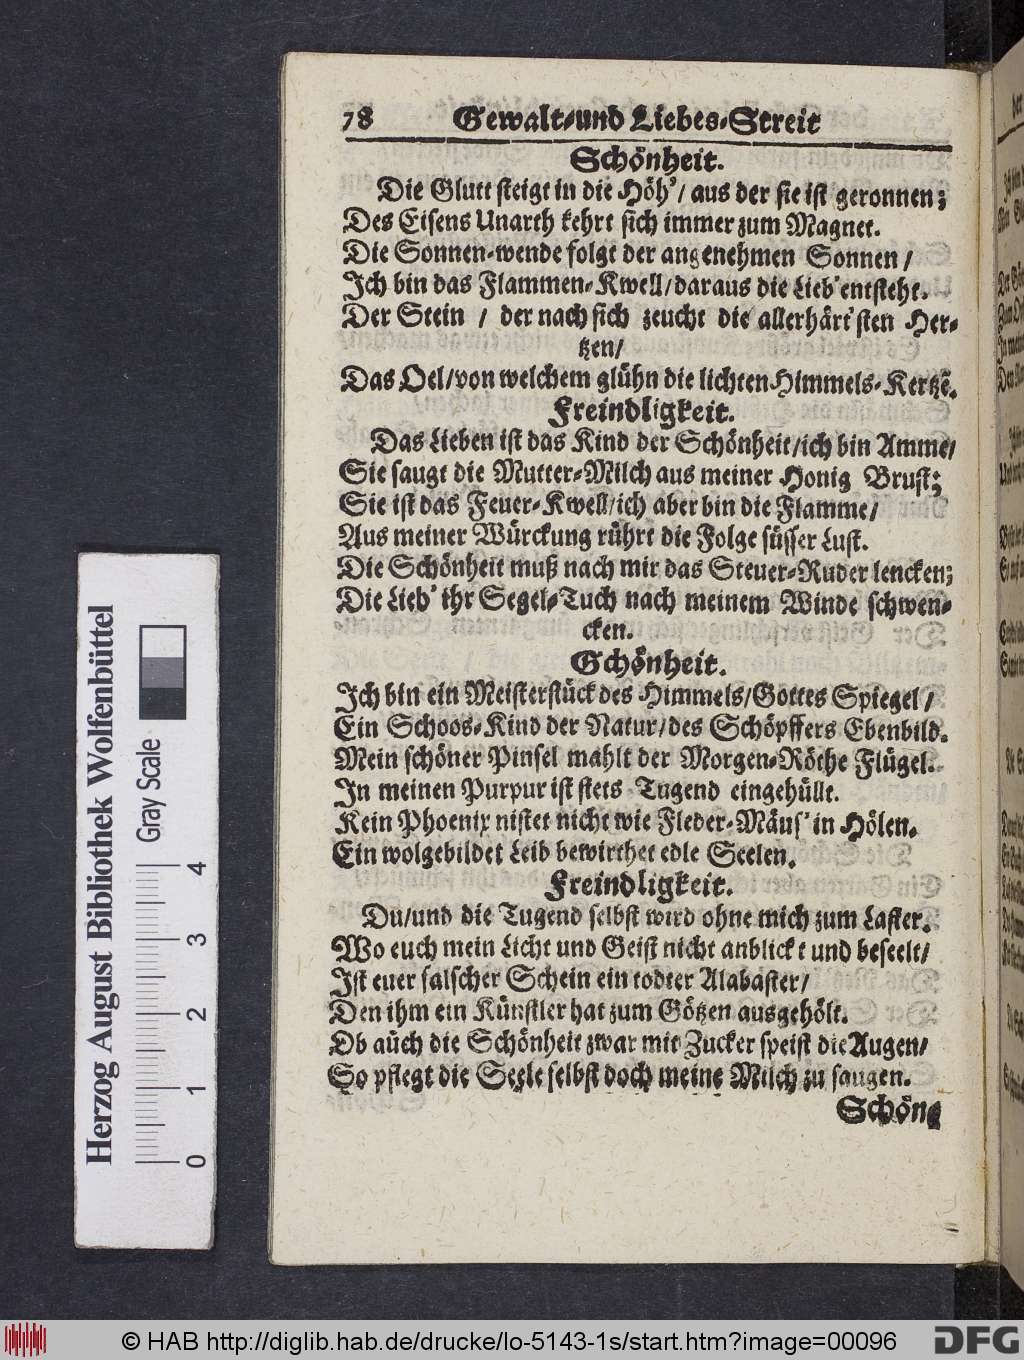 78 Gewalt-und Liebes-Streit
Schönheit.
Die Glutt steigt in die Höh'/ aus der sie ist geronnen;
Des Eisens Unarth kehrt sich immer zum Magnet.
Die Sonnen-wende folgt der angenehmen Sonnen/
Ich bin das Flammen-Kwell/daraus die Lieb' entsteht.
Der Stein / der nach sich zeucht die allerhärt'sten Her-
tzen/
Das Oel/von welchem glühn die lichten Himmels-Kertzē.
Freindligkeit.
Das Lieben ist das Kind der Schönheit/ich bin Amme/
Sie saugt die Mutter-Milch aus meiner Honig Brust;
Sie ist das Feuer-Kwell/ich aber bin die Flamme/
Aus meiner Würckung rührt die Folge süsser Lust.
Die Schönheit muß nach mir das Steuer-Ruder lencken;
Die Lieb' ihr Segel-Tuch nach meinem Winde schwen-
cken.
Schönheit.
Ich bin ein Meisterstück des Himmels/Gottes Spiegel/
Ein Schoos-Kind der Natur/des Schöpffers Ebenbild.
Mein schöner Pinsel mahlt der Morgen-Röthe Flügel.
In meinen Purpur ist stets Tugend eingehüllt.
Kein Phoenix nistet nicht wie Fleder-Mäus' in Hölen.
Ein wolgebildet Leib bewirthet edle Seelen.
Freindligkeit.
Du/und die Tugend selbst wird ohne mich zum Laster.
Wo euch mein Licht und Geist nicht anblickt und beseelt/
Ist euer falscher Schein ein todter Alabaster/
Den ihm ein Künstler hat zum Götzen ausgehölt.
Ob auch die Schönheit zwar mit Zucker speist die Augen/
So pflegt die Seele selbst doch meine Milch zu saugen.
Schön-
Herzog August Bibliothek Wolfenbüttel
Gray Scale
0 1 2 3 4
© HAB http://diglib.hab.de/drucke/lo-5143-1s/start.htm?image=00096
DFG